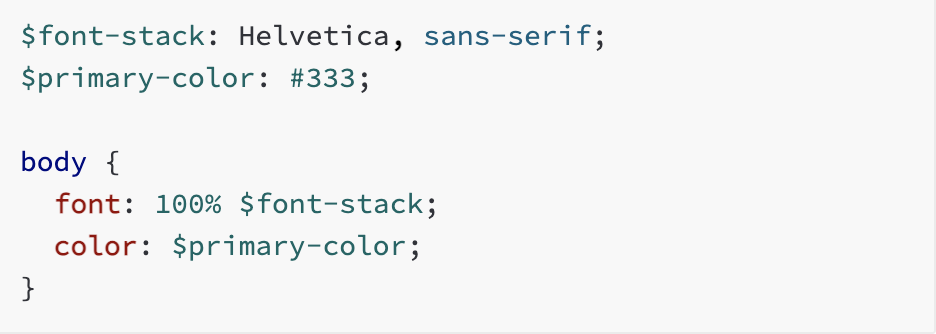 $font-stack: Helvetica, sans-serif;
$primary-color: #333;

body {
  font: 100% $font-stack;
  color: $primary-color;
}